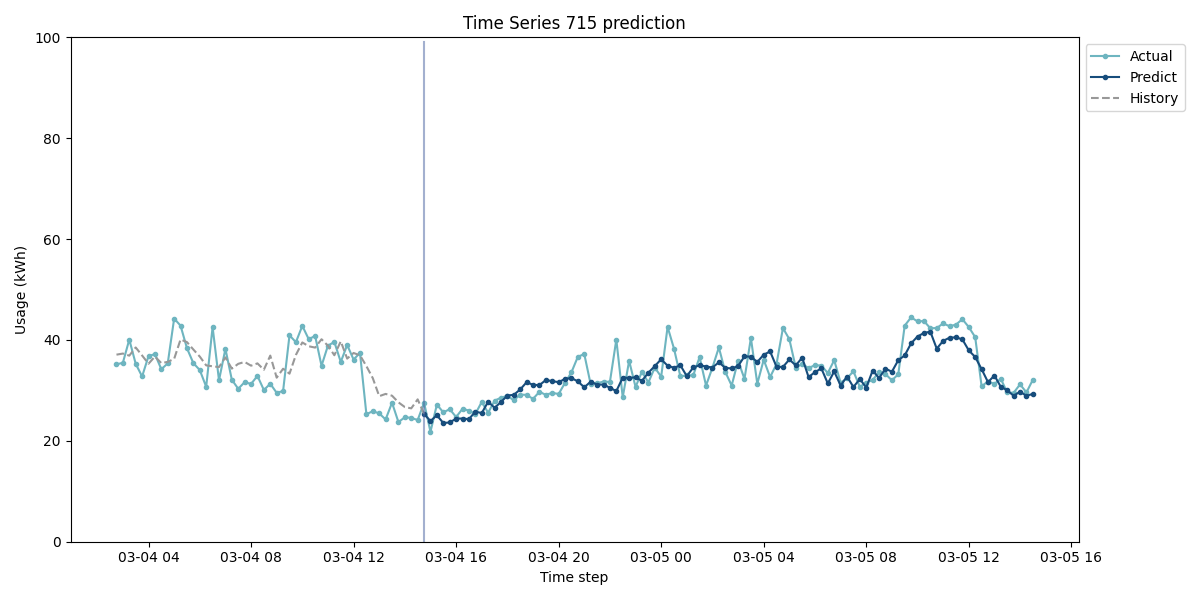 Time Series 715 prediction
100
80
60
40
20
0
Usage (kWh)
03-04 04 03-04 08 03-04 12 03-04 16 03-04 20 03-05 00 03-05 04 03-05 08 03-05 12 03-05 16
Time step
Actual
Predict
History